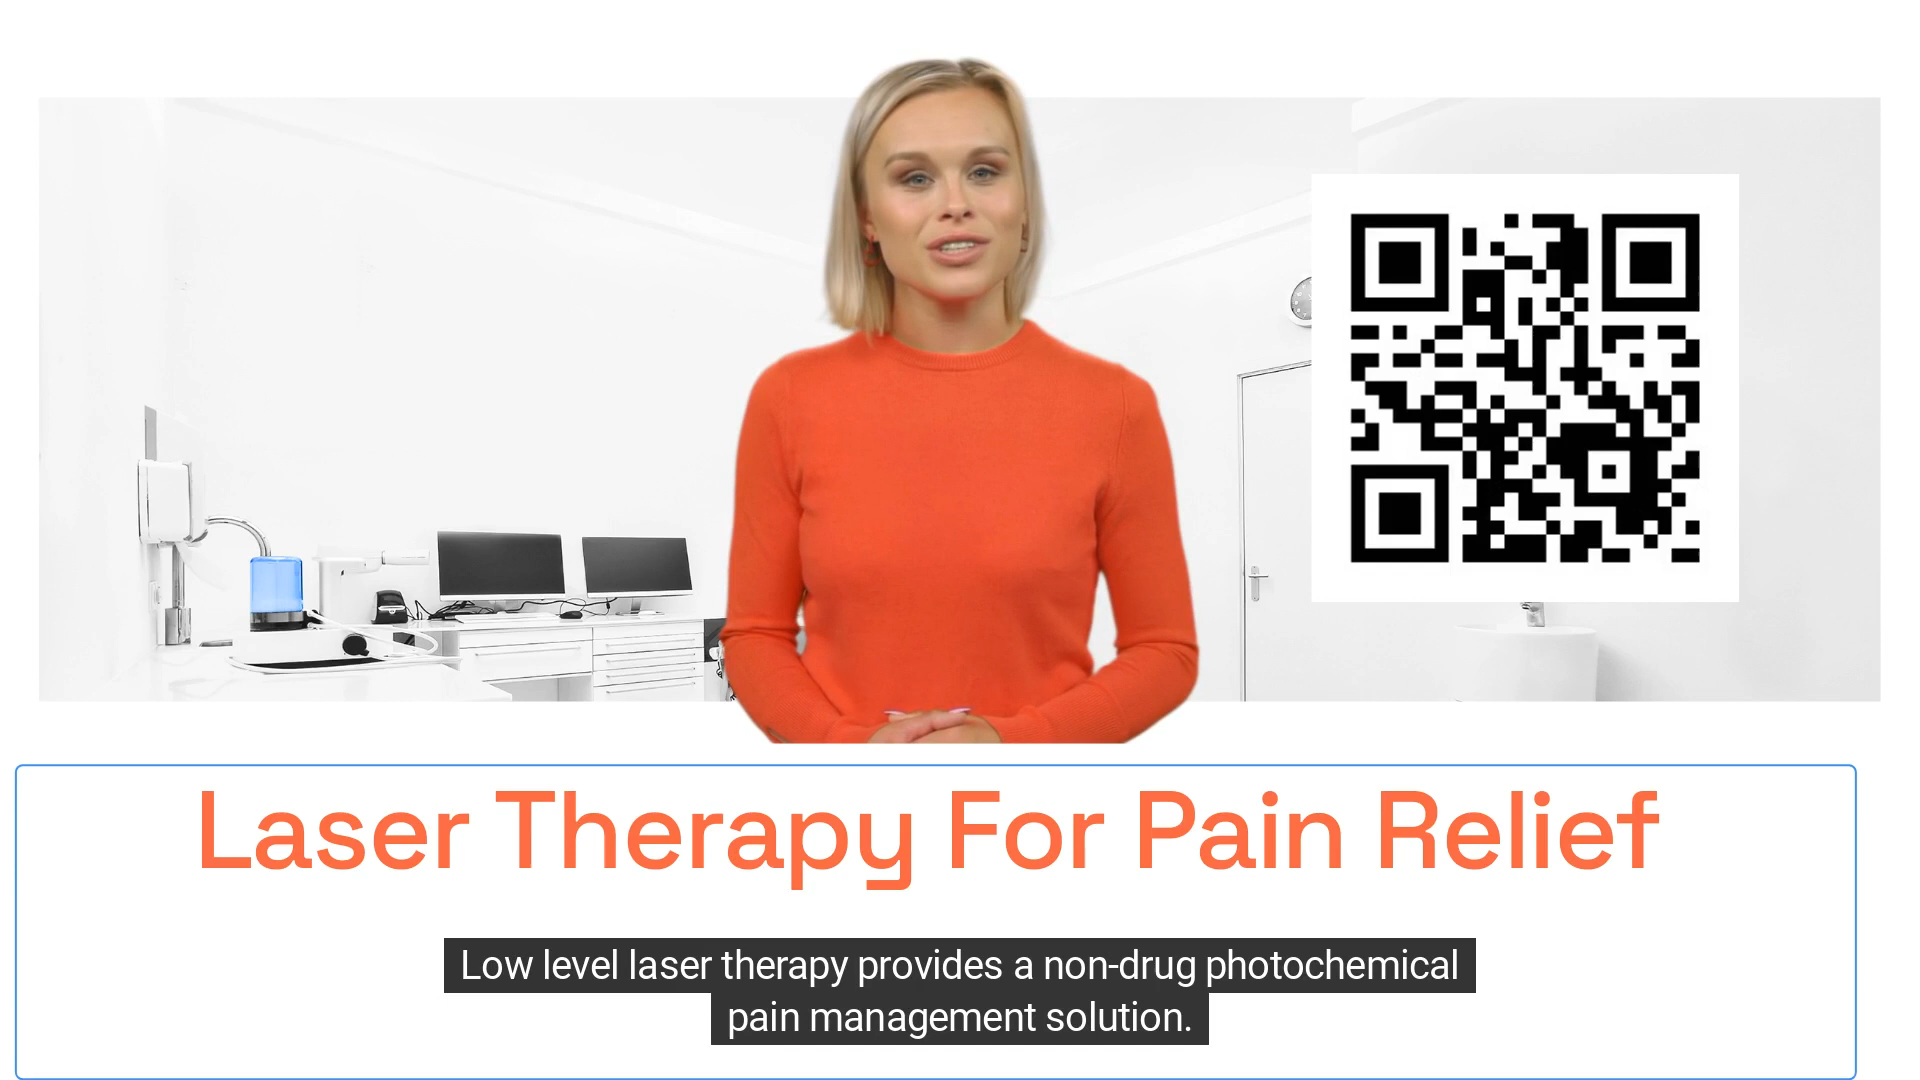 Laser Therapy For Pain Relief
Low level laser therapy provides a non-drug photochemical
pain management solution.